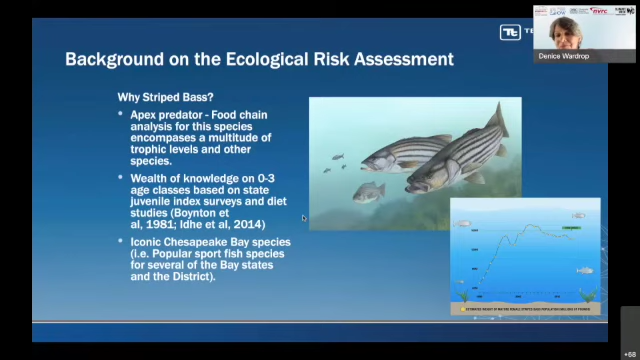 Background on the Ecological Risk Assessment
Why Striped Bass?
• Apex predator - Food chain
analysis for this species
encompases a multitude of
trophic levels and other
species.
• Wealth of knowledge on 0-3
age classes based on state
juvenile index surveys and diet
studies (Boynton et
al, 1981; Idhe et al, 2014)
• Iconic Chesapeake Bay species
(i.e. Popular sport fish species
for several of the Bay states
and the District).
Denice Wardrop
+68